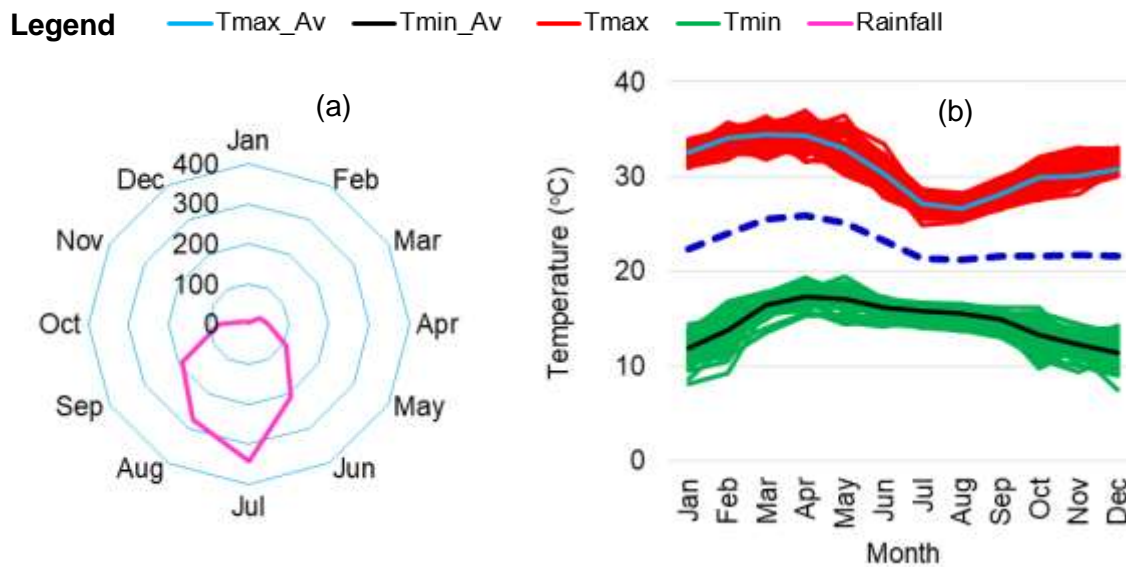 Legend Tmax_Av Tmin_Av Tmax Tmin Rainfall
(a)
Jan
Feb
Mar
Apr
May
Jun
Jul
Aug
Sep
Oct
Nov
Dec
400
300
200
100
0
(b)
Temperature (°C)
40
30
20
10
0
Jan
Feb
Mar
Apr
May
Jun
Jul
Aug
Sep
Oct
Nov
Dec
Month